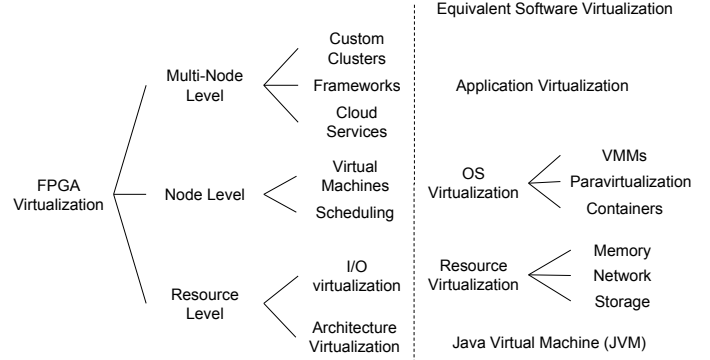 Equivalent Software Virtualization
Custom
Clusters
Multi-Node
Level
Frameworks
Application Virtualization
Cloud
Services
FPGA
Virtualization
Node Level
Virtual
Machines
Scheduling
OS
Virtualization
VMMs
Paravirtualization
Containers
Resource
Level
I/O
virtualization
Architecture
Virtualization
Resource
Virtualization
Memory
Network
Storage
Java Virtual Machine (JVM)